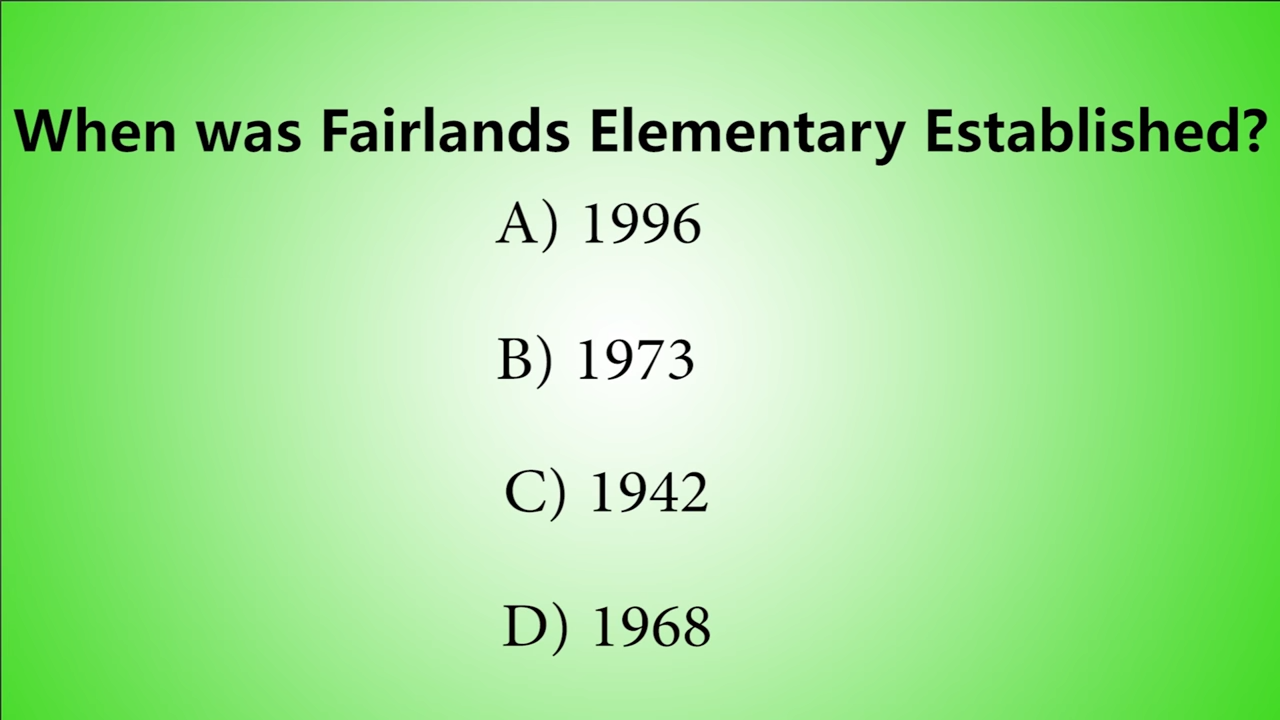 When was Fairlands Elementary Established?
A) 1996
B) 1973
C) 1942
D) 1968